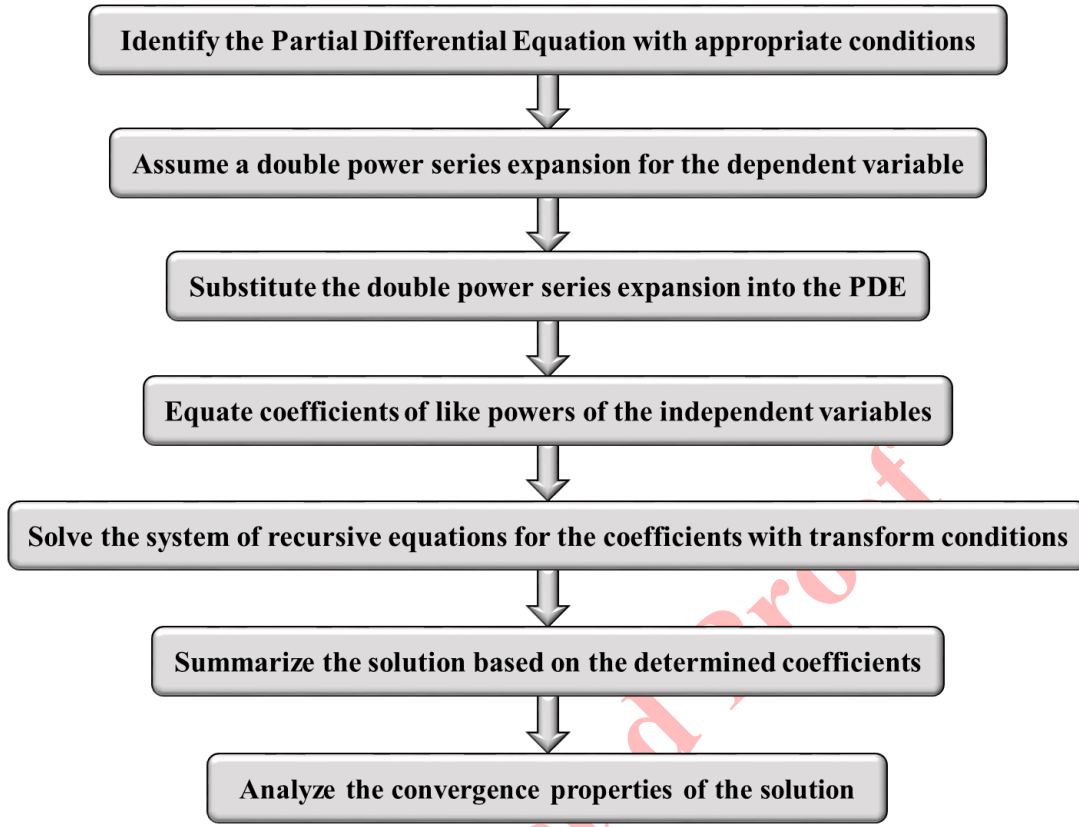 Identify the Partial Differential Equation with appropriate conditions
Assume a double power series expansion for the dependent variable
Substitute the double power series expansion into the PDE
Equate coefficients of like powers of the independent variables
Solve the system of recursive equations for the coefficients with transform conditions
Summarize the solution based on the determined coefficients
Analyze the convergence properties of the solution
Proof